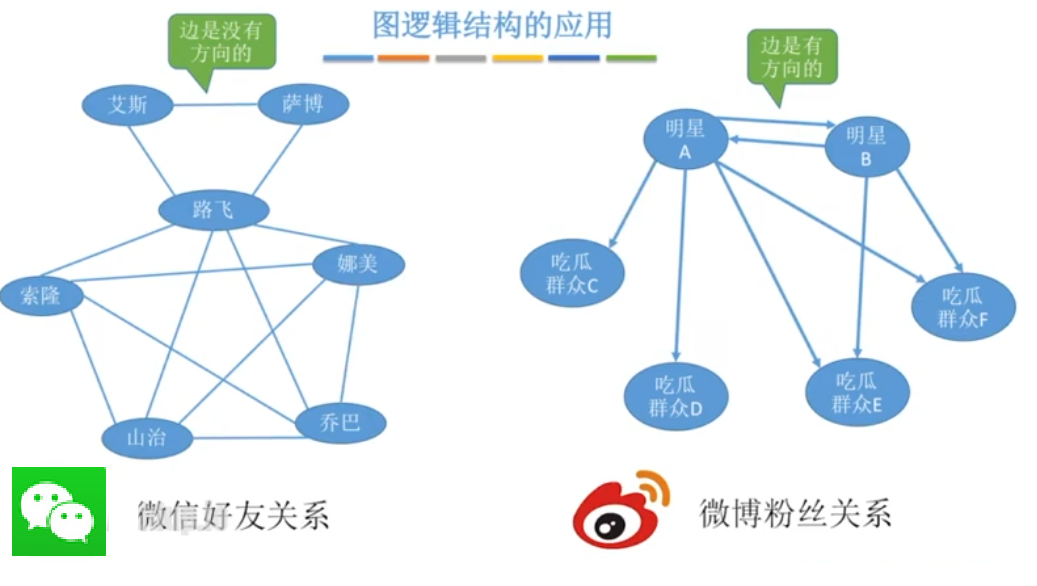 图逻辑结构的应用
边是没有
方向的
艾斯
萨博
路飞
娜美
索隆
山治
乔巴
微信好友关系
边是有
方向的
明星
A
明星
B
吃瓜
群众C
吃瓜
群众F
吃瓜
群众D
吃瓜
群众E
微博粉丝关系